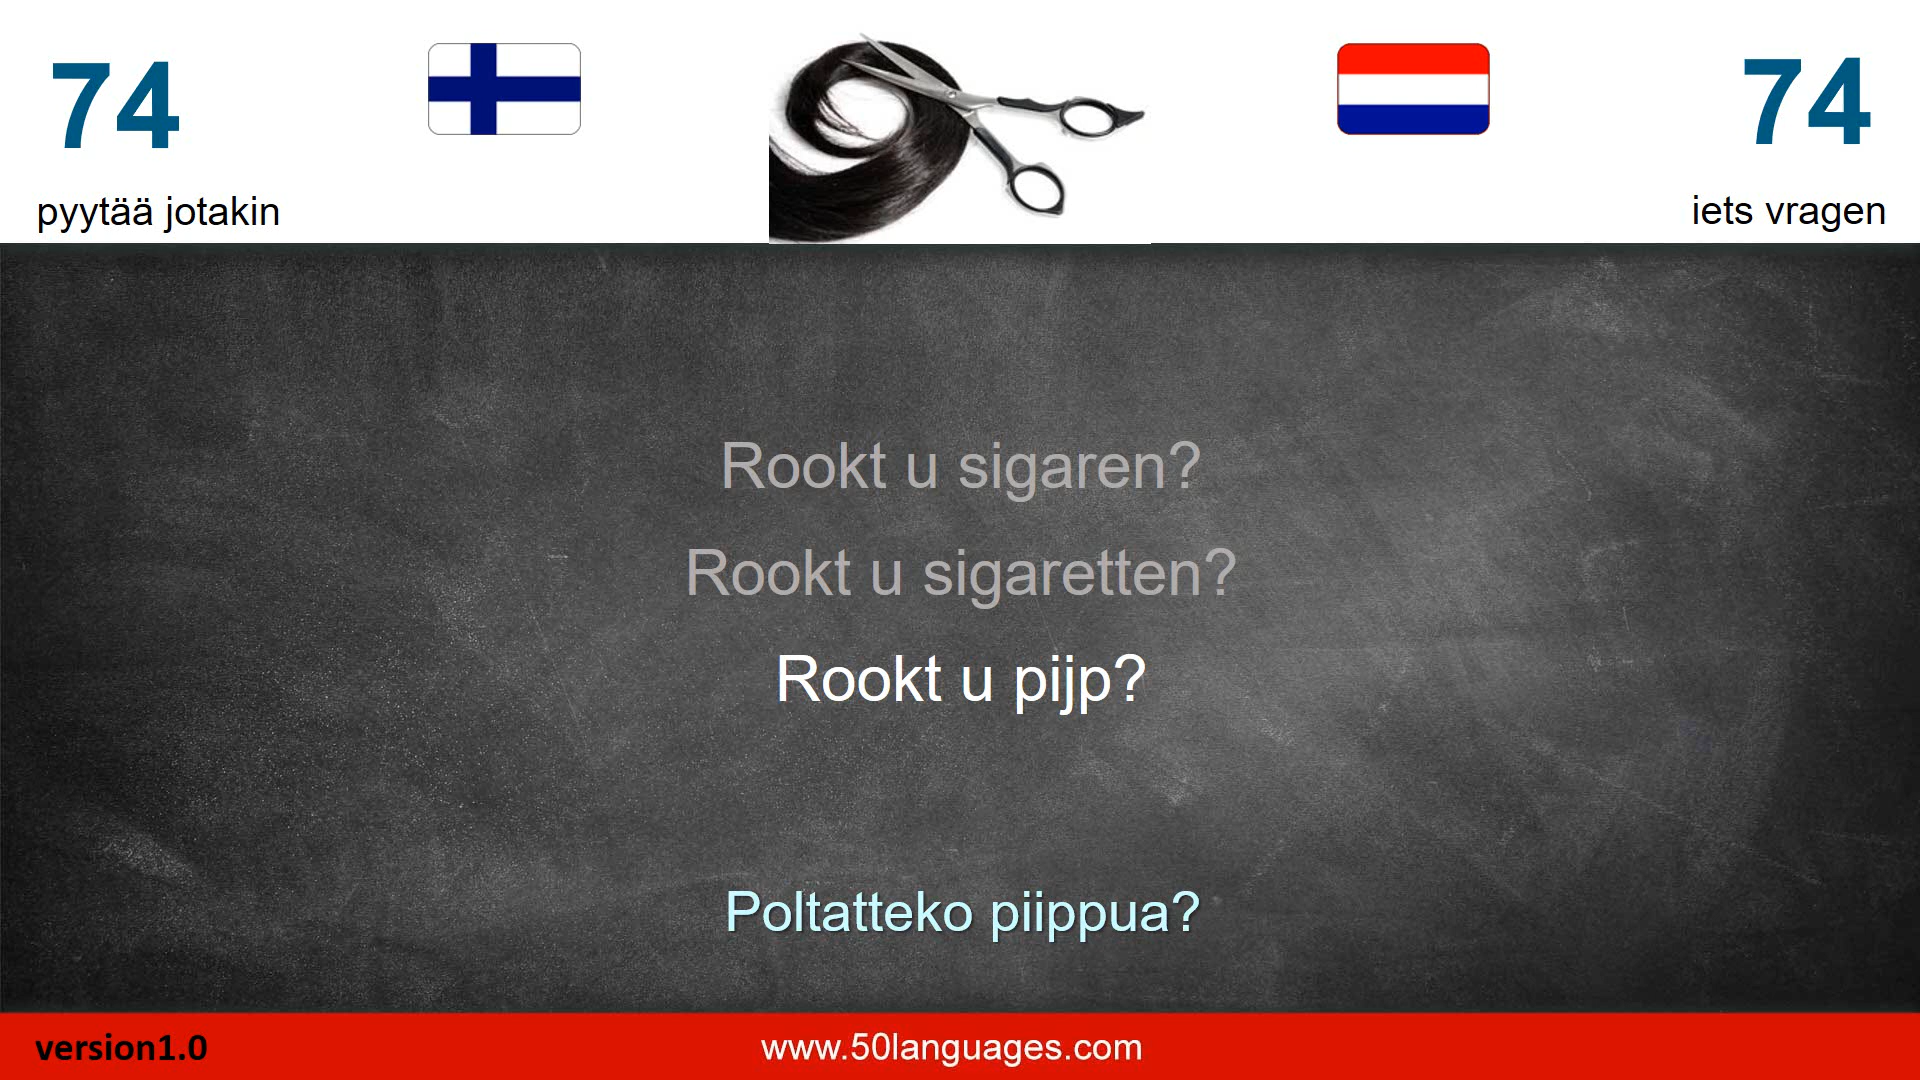 74
74
pyytää jotakin
iets vragen
Rookt u sigaren?
Rookt u sigaretten?
Rookt u pijp?
Poltatteko piippua?
version1.0
www.50languages.com